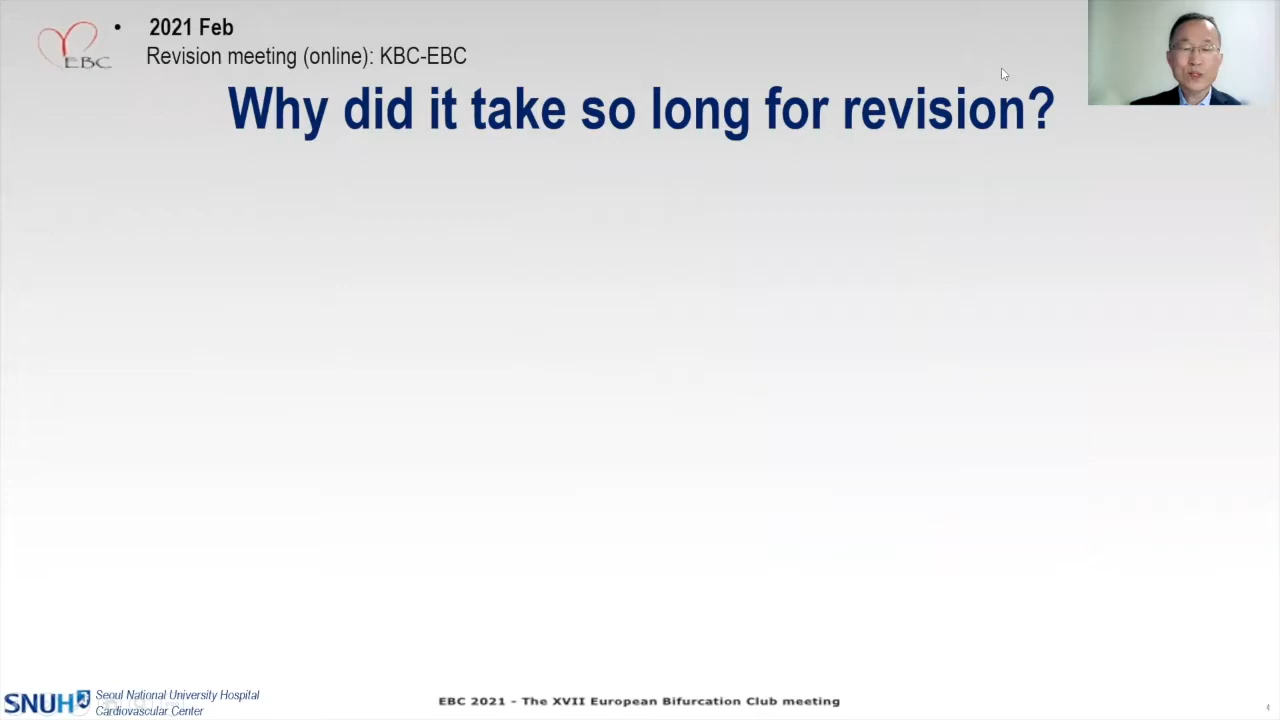 • 2021 Feb
Revision meeting (online): KBC-EBC
EBC
Why did it take so long for revision?
SNUH
Seoul National University Hospital
Cardiovascular Center
EBC 2021 - The XVII European Bifurcation Club meeting
4